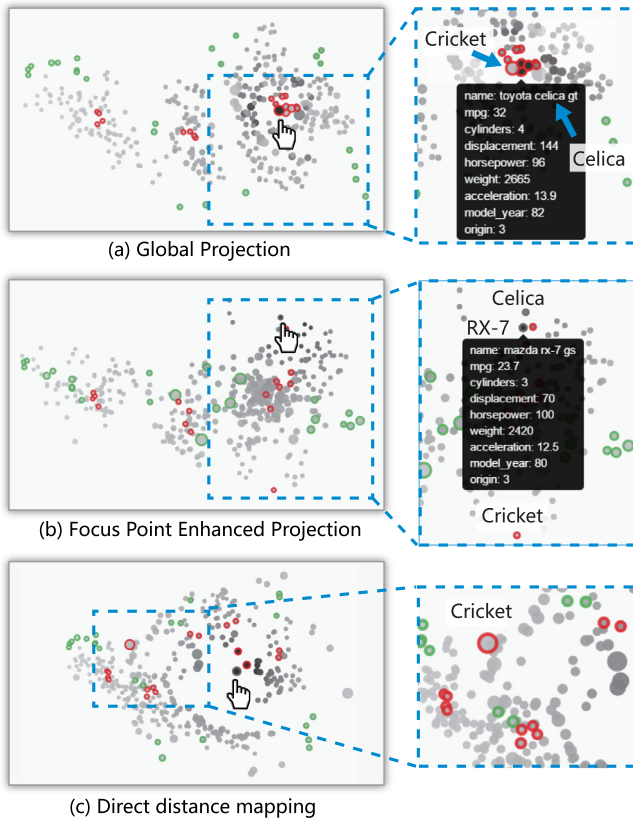 Cricket
name: toyota celica gt
mpg: 32
cylinders: 4
displacement: 144
horsepower: 96
weight: 2665
acceleration: 13.9
model_year: 82
origin: 3
Celica
(a) Global Projection
Celica
RX-7
name: mazda rx-7 gs
mpg: 23.7
cylinders: 3
displacement: 70
horsepower: 100
weight: 2420
acceleration: 12.5
model_year: 80
origin: 3
Cricket
(b) Focus Point Enhanced Projection
Cricket
(c) Direct distance mapping